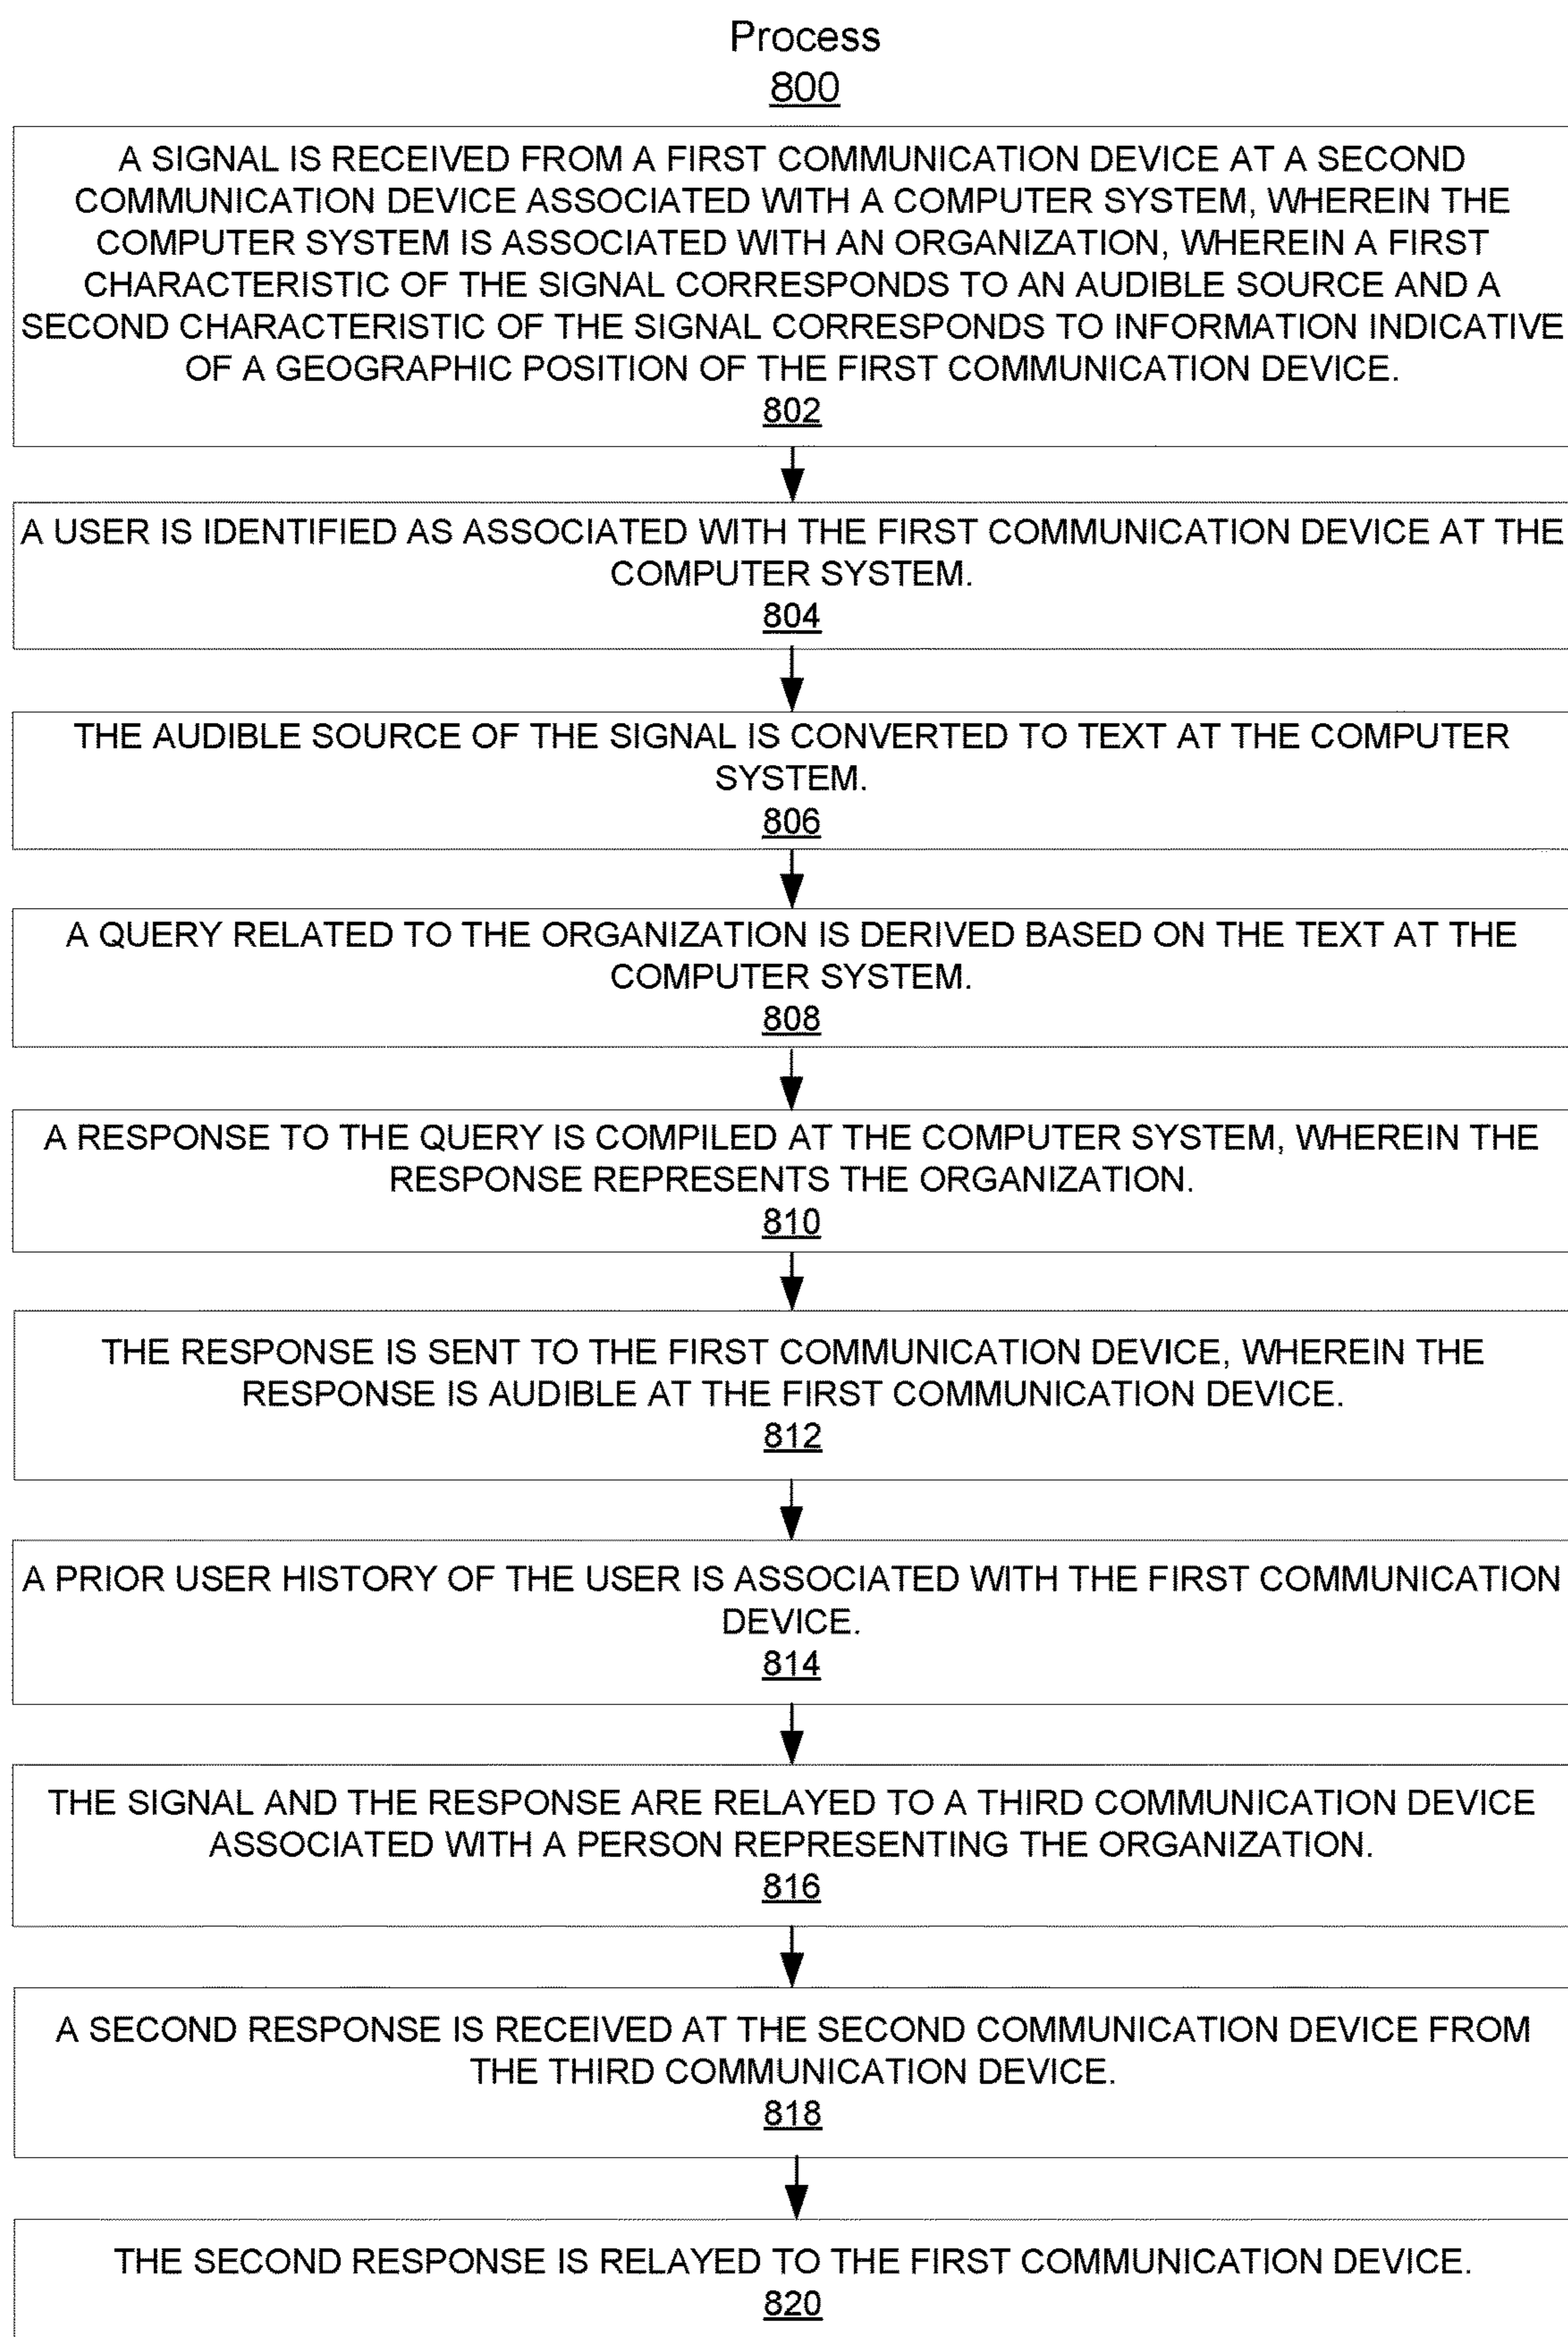 Process
800
A SIGNAL IS RECEIVED FROM A FIRST COMMUNICATION DEVICE AT A SECOND
COMMUNICATION DEVICE ASSOCIATED WITH A COMPUTER SYSTEM, WHEREIN THE
COMPUTER SYSTEM IS ASSOCIATED WITH AN ORGANIZATION, WHEREIN A FIRST
CHARACTERISTIC OF THE SIGNAL CORRESPONDS TO AN AUDIBLE SOURCE AND A
SECOND CHARACTERISTIC OF THE SIGNAL CORRESPONDS TO INFORMATION INDICATIVE
OF A GEOGRAPHIC POSITION OF THE FIRST COMMUNICATION DEVICE.
802
A USER IS IDENTIFIED AS ASSOCIATED WITH THE FIRST COMMUNICATION DEVICE AT THE
COMPUTER SYSTEM.
804
THE AUDIBLE SOURCE OF THE SIGNAL IS CONVERTED TO TEXT AT THE COMPUTER
SYSTEM.
806
A QUERY RELATED TO THE ORGANIZATION IS DERIVED BASED ON THE TEXT AT THE
COMPUTER SYSTEM.
808
A RESPONSE TO THE QUERY IS COMPILED AT THE COMPUTER SYSTEM, WHEREIN THE
RESPONSE REPRESENTS THE ORGANIZATION.
810
THE RESPONSE IS SENT TO THE FIRST COMMUNICATION DEVICE, WHEREIN THE
RESPONSE IS AUDIBLE AT THE FIRST COMMUNICATION DEVICE.
812
A PRIOR USER HISTORY OF THE USER IS ASSOCIATED WITH THE FIRST COMMUNICATION
DEVICE.
814
THE SIGNAL AND THE RESPONSE ARE RELAYED TO A THIRD COMMUNICATION DEVICE
ASSOCIATED WITH A PERSON REPRESENTING THE ORGANIZATION.
816
A SECOND RESPONSE IS RECEIVED AT THE SECOND COMMUNICATION DEVICE FROM
THE THIRD COMMUNICATION DEVICE.
818
THE SECOND RESPONSE IS RELAYED TO THE FIRST COMMUNICATION DEVICE.
820